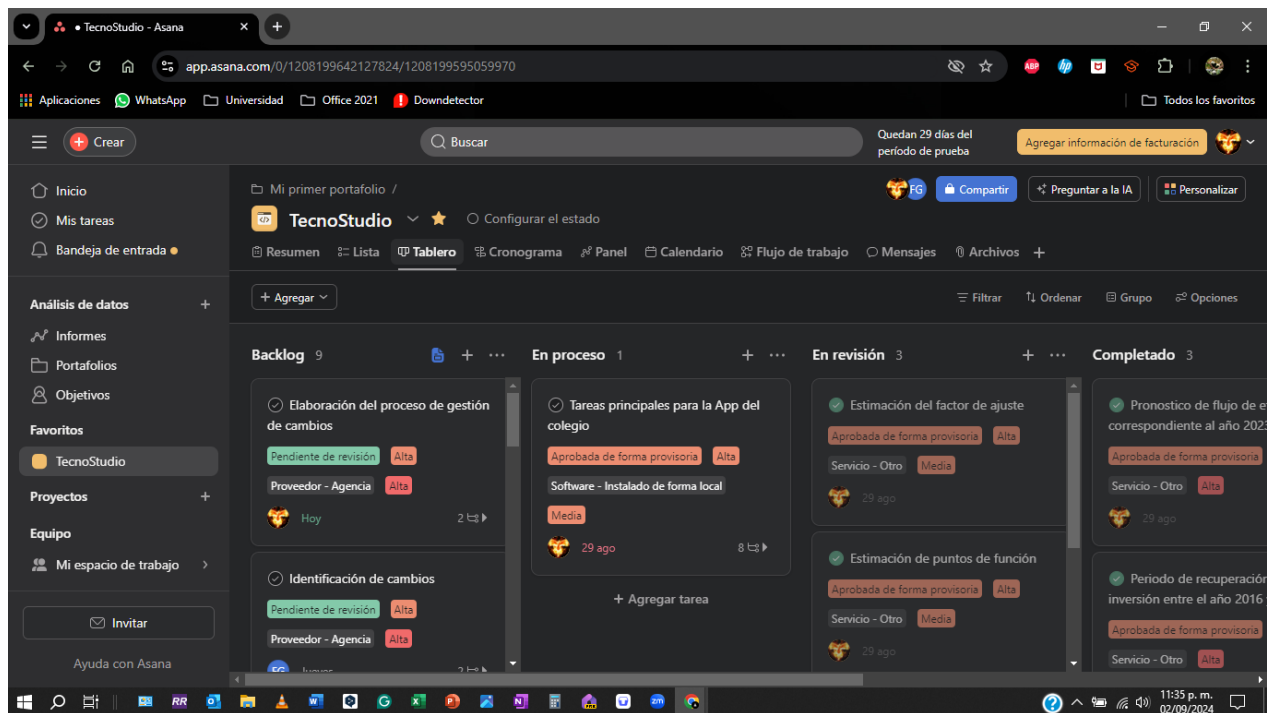 TecnoStudio - Asana
app.asana.com/0/1208199642127824/1208199595059970
ABP
hp
Aplicaciones WhatsApp Universidad Office 2021 Downdetector Todos los favoritos
Crear
Buscar
Quedan 29 días del
período de prueba
Agregar información de facturación
Inicio
Mis tareas
Bandeja de entrada
Análisis de datos
Informes
Portafolios
Objetivos
Favoritos
TecnoStudio
Proyectos
Equipo
Mi espacio de trabajo
Invitar
Ayuda con Asana
Mi primer portafolio /
FG
Compartir
Preguntar a la IA
Personalizar
TecnoStudio
Configurar el estado
Resumen Lista Tablero Cronograma Panel Calendario Flujo de trabajo Mensajes Archivos
+ Agregar
Filtrar Ordenar Grupo Opciones
Backlog 9
Elaboración del proceso de gestión
de cambios
Pendiente de revisión Alta
Proveedor - Agencia Alta
Hoy 2
Identificación de cambios
Pendiente de revisión Alta
Proveedor - Agencia Alta
FG Jueves 2
En proceso 1
Tareas principales para la App del
colegio
Aprobada de forma provisoria Alta
Software - Instalado de forma local
Media
29 ago 8
+ Agregar tarea
En revisión 3
Estimación del factor de ajuste
Aprobada de forma provisoria Alta
Servicio - Otro Media
29 ago
Estimación de puntos de función
Aprobada de forma provisoria Alta
Servicio - Otro Media
29 ago
Completado 3
Pronostico de flujo de e
correspondiente al año 202
Aprobada de forma provisoria
Servicio - Otro Alta
29 ago
Periodo de recuperación
inversión entre el año 2016
Aprobada de forma provisoria
Servicio - Otro Alta
RR
zm
11:35 p. m.
02/09/2024